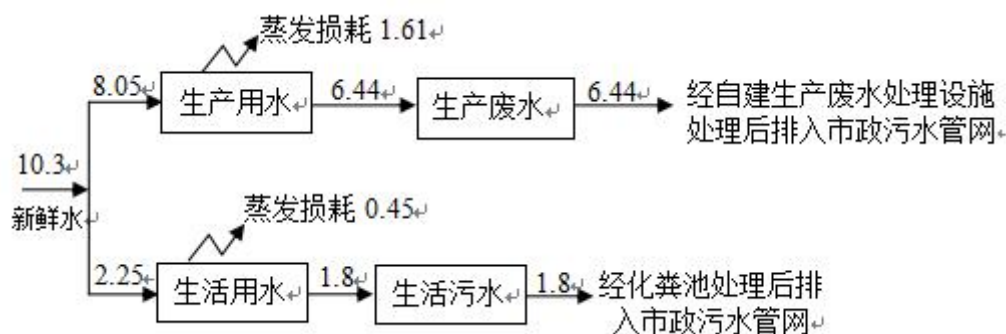 蒸发损耗 1.61
8.05
生产用水
6.44
生产废水
6.44
经自建生产废水处理设施
处理后排入市政污水管网
10.3
新鲜水
蒸发损耗 0.45
2.25
生活用水
1.8
生活污水
1.8
经化粪池处理后排
入市政污水管网